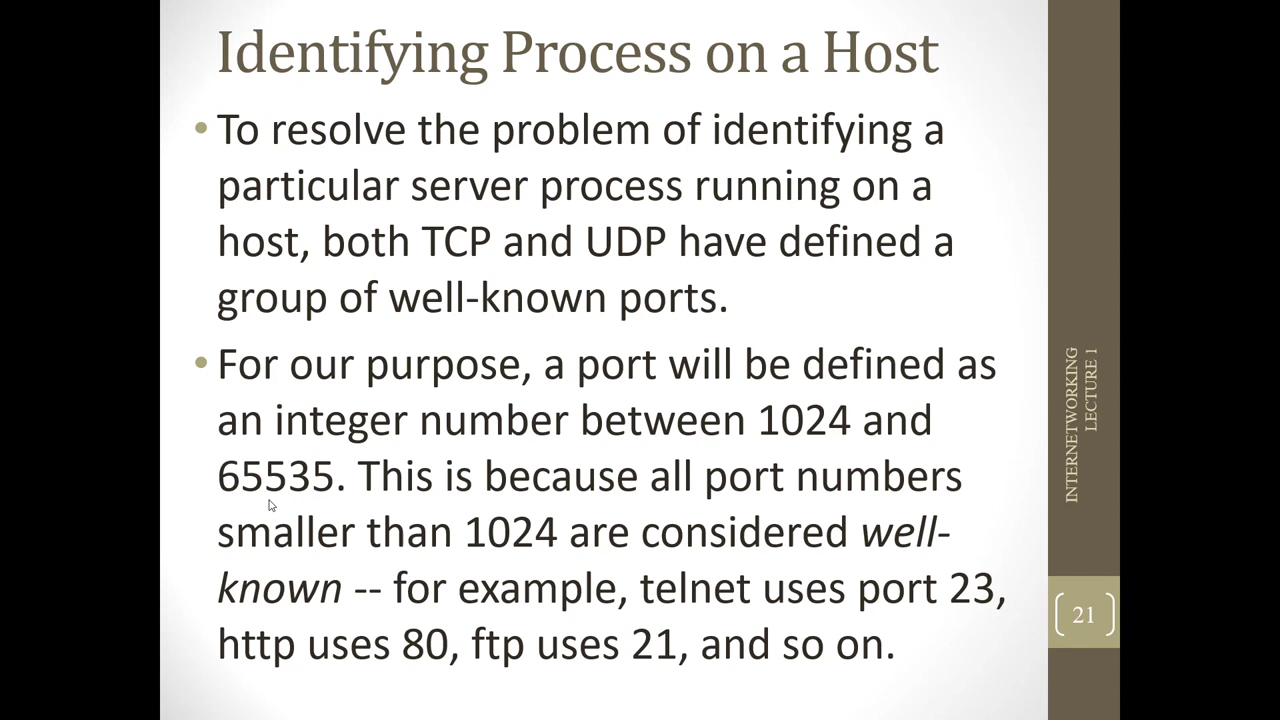 Identifying Process on a Host
• To resolve the problem of identifying a
particular server process running on a
host, both TCP and UDP have defined a
group of well-known ports.
• For our purpose, a port will be defined as
an integer number between 1024 and
65535. This is because all port numbers
smaller than 1024 are considered well-
known -- for example, telnet uses port 23,
http uses 80, ftp uses 21, and so on.
INTERNETWORKING
LECTURE 1
21